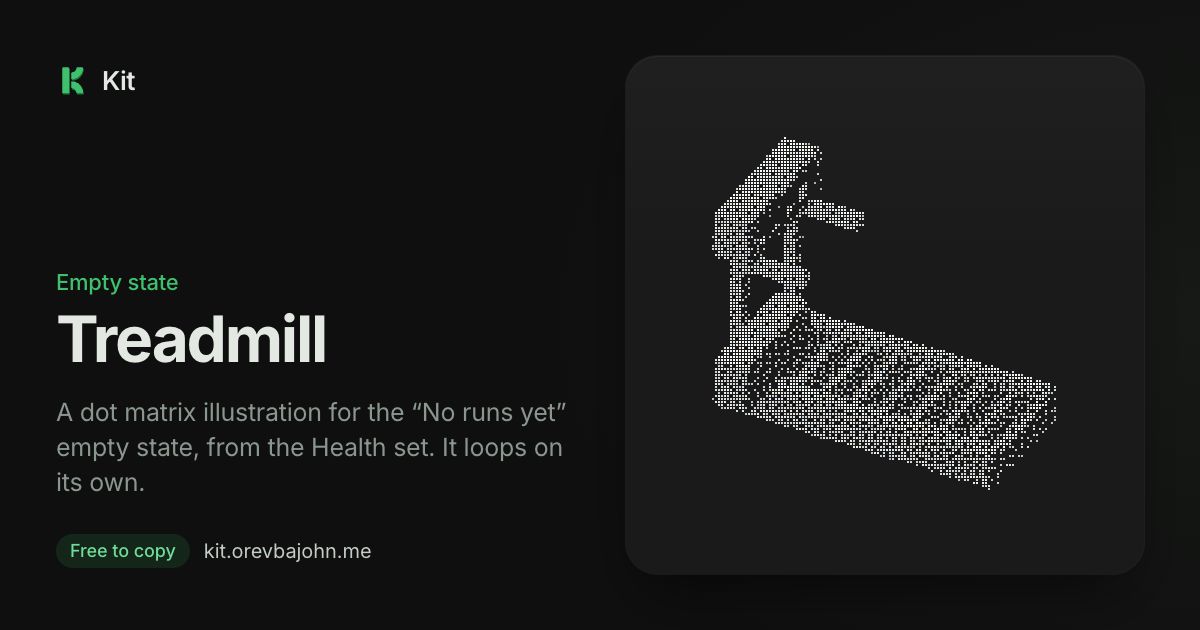 Kit
Empty state
Treadmill
A dot matrix illustration for the “No runs yet”
empty state, from the Health set. It loops on
its own.
Free to copy
kit.orevbajohn.me